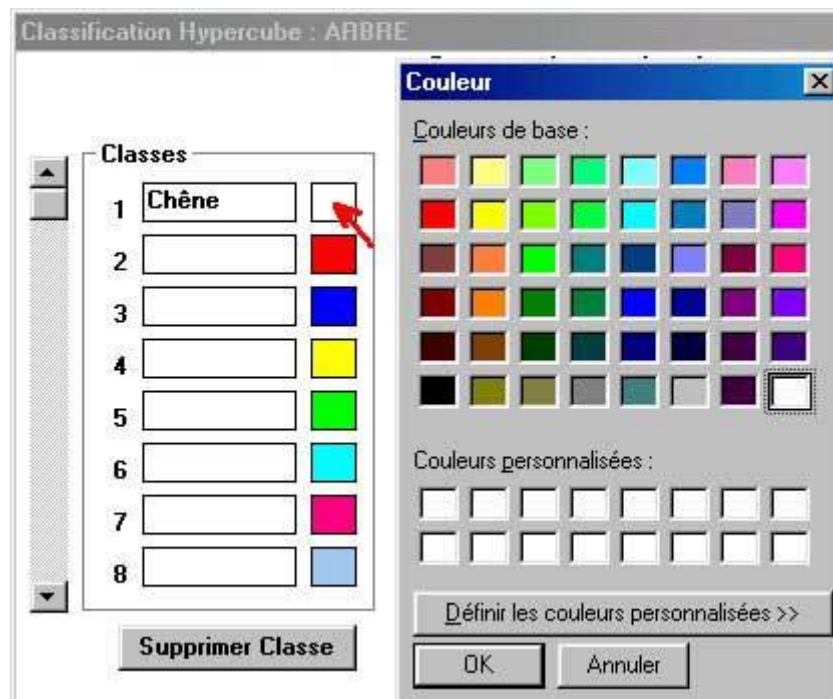 Classification Hypercube : ARBRE
Couleur
Couleurs de base :
Classes
1 Chêne
2
3
4
5
6
7
8
Supprimer Classe
Couleurs personnalisées :
Définir les couleurs personnalisées >>
OK Annuler